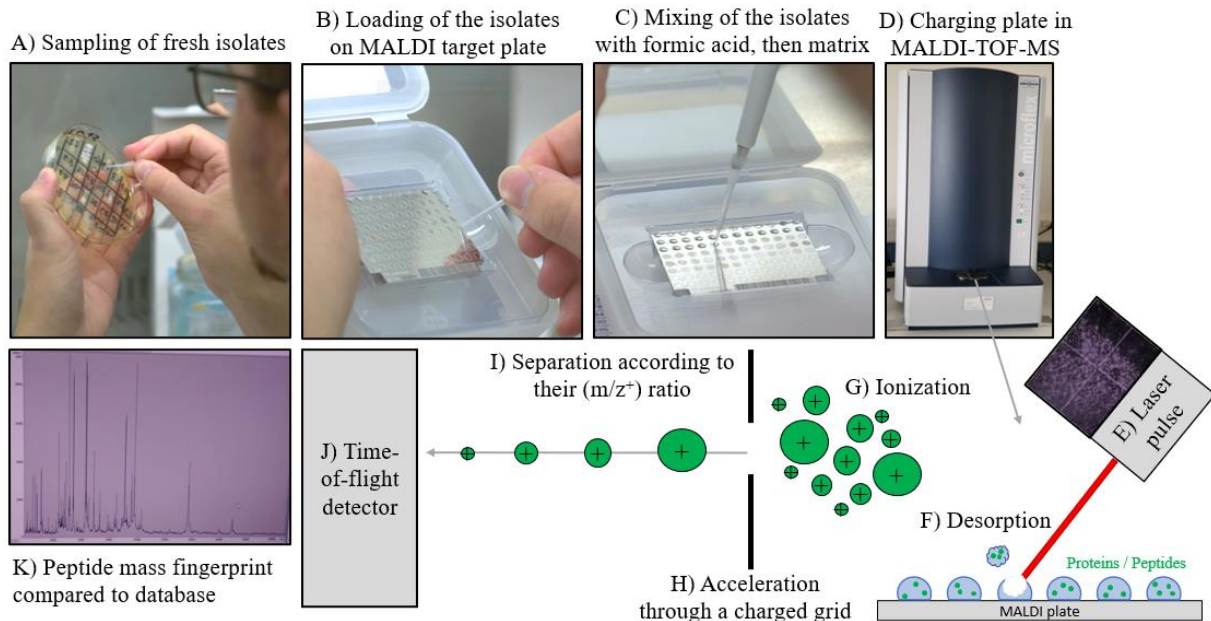 A) Sampling of fresh isolates
B) Loading of the isolates
on MALDI target plate
C) Mixing of the isolates
with formic acid, then matrix
D) Charging plate in
MALDI-TOF-MS
microflex
E) Laser
pulse
F) Desorption
Proteins / Peptides
MALDI plate
G) Ionization
H) Acceleration
through a charged grid
I) Separation according to
their (m/z⁺) ratio
J) Time-
of-flight
detector
K) Peptide mass fingerprint
compared to database